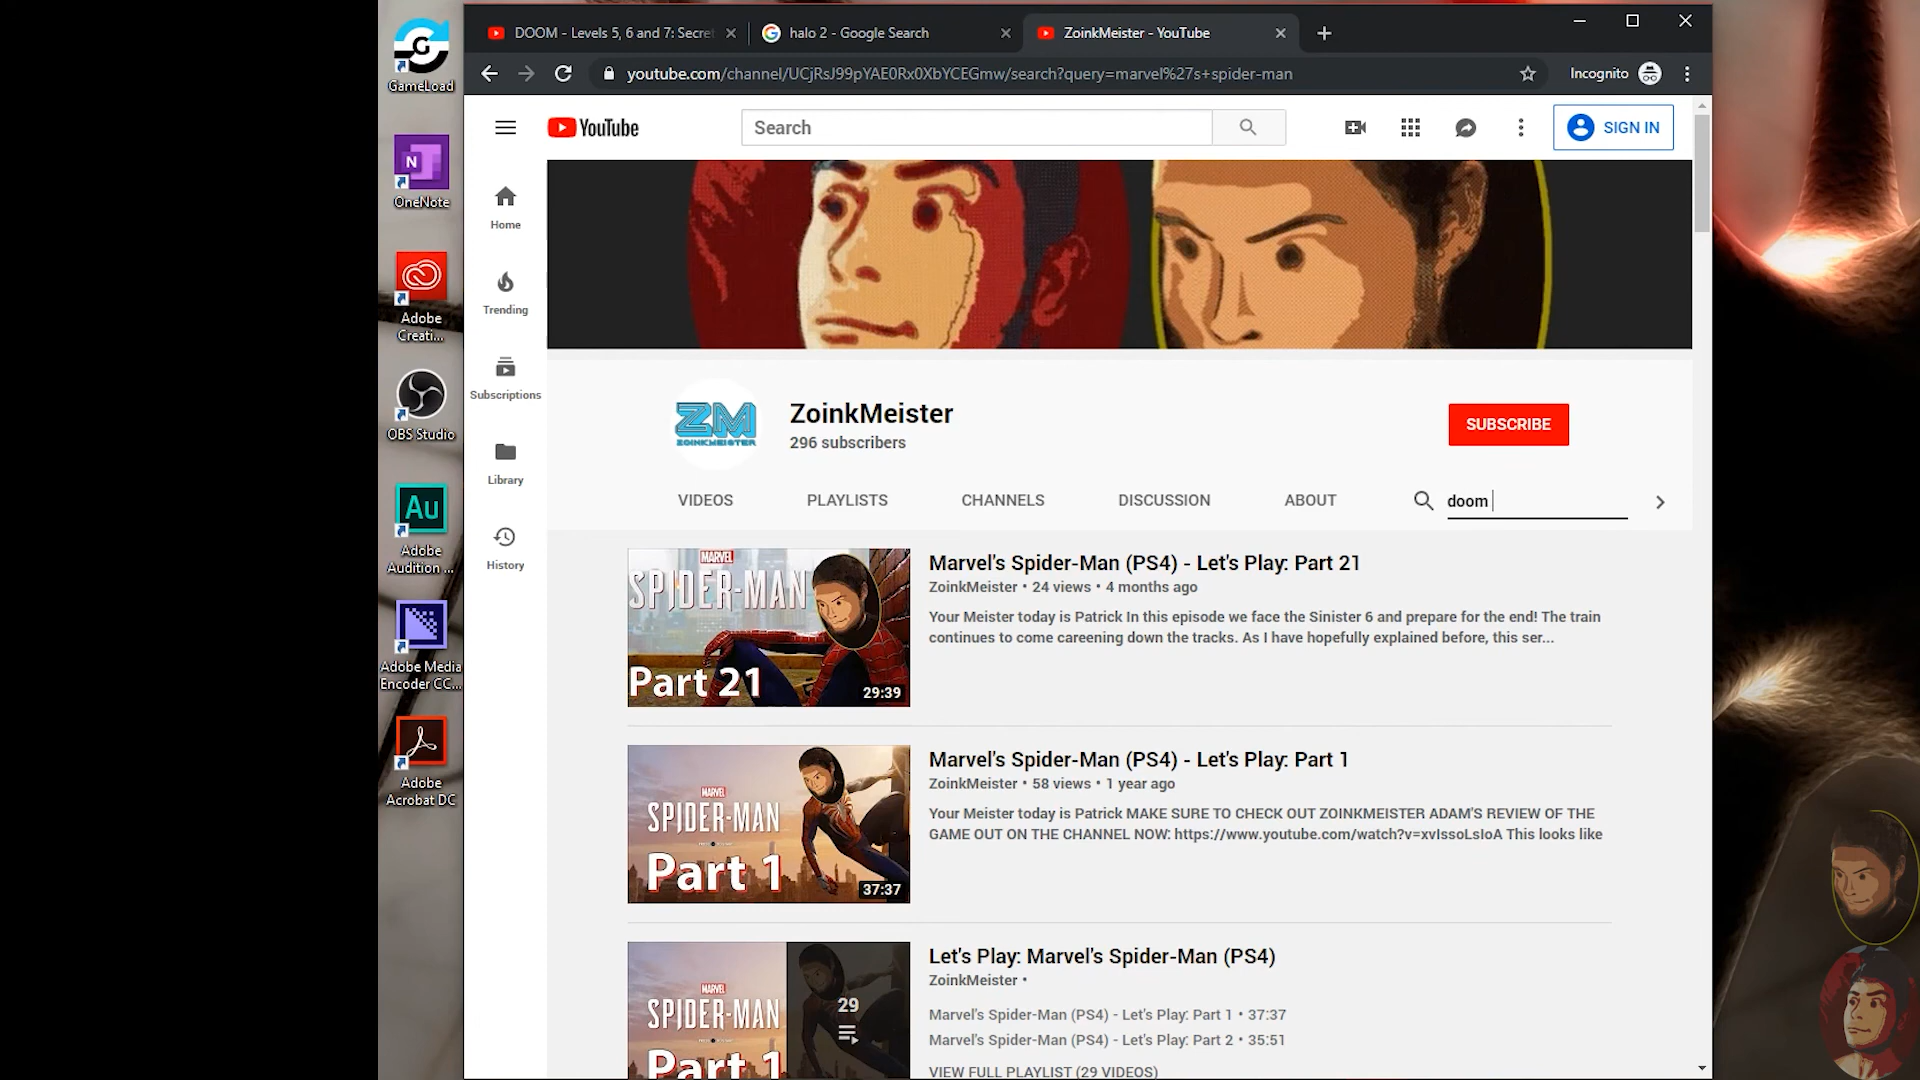 DOOM - Levels 5, 6 and 7: Secre
halo 2 - Google Search
ZoinkMeister - YouTube
youtube.com/channel/UCjRsJ99pYAE0Rx0XbYCEGmw/search?query=marvel%27s+spider-man
Incognito
YouTube
Search
SIGN IN
GameLoad
N
OneNote
Adobe
Creati...
OBS Studio
Au
Adobe
Audition ...
Adobe Media
Encoder CC...
Adobe
Acrobat DC
Home
Trending
Subscriptions
Library
History
ZM
ZOINKMEISTER
ZoinkMeister
296 subscribers
SUBSCRIBE
VIDEOS
PLAYLISTS
CHANNELS
DISCUSSION
ABOUT
doom
MARVEL
SPIDER-MAN
Part 21
29:39
Marvel's Spider-Man (PS4) - Let's Play: Part 21
ZoinkMeister • 24 views • 4 months ago
Your Meister today is Patrick In this episode we face the Sinister 6 and prepare for the end! The train
continues to come careening down the tracks. As I have hopefully explained before, this ser...
MARVEL
SPIDER-MAN
Part 1
37:37
Marvel's Spider-Man (PS4) - Let's Play: Part 1
ZoinkMeister • 58 views • 1 year ago
Your Meister today is Patrick MAKE SURE TO CHECK OUT ZOINKMEISTER ADAM'S REVIEW OF THE
GAME OUT ON THE CHANNEL NOW: https://www.youtube.com/watch?v=xvIssoLsIoA This looks like
MARVEL
SPIDER-MAN
Part 1
29
Let's Play: Marvel's Spider-Man (PS4)
ZoinkMeister •
Marvel's Spider-Man (PS4) - Let's Play: Part 1 • 37:37
Marvel's Spider-Man (PS4) - Let's Play: Part 2 • 35:51
VIEW FULL PLAYLIST (29 VIDEOS)